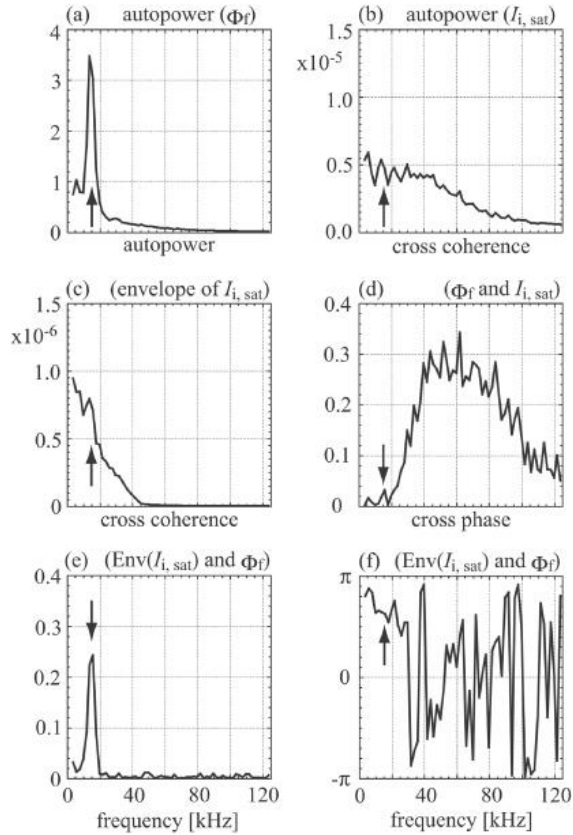 (a) autopower (Φf)
4
3
2
1
0
autopower
(b) autopower (Ii, sat)
1.5
x10-5
1.0
0.5
0.0
cross coherence
(c) (envelope of Ii, sat)
1.5
x10-6
1.0
0.5
0
cross coherence
(d) (Φf and Ii, sat)
0.4
0.3
0.2
0.1
0
cross phase
(e) (Env(Ii, sat) and Φf)
0.4
0.3
0.2
0.1
0
0 40 80 120
frequency [kHz]
(f) (Env(Ii, sat) and Φf)
π
0
-π
0 40 80 120
frequency [kHz]